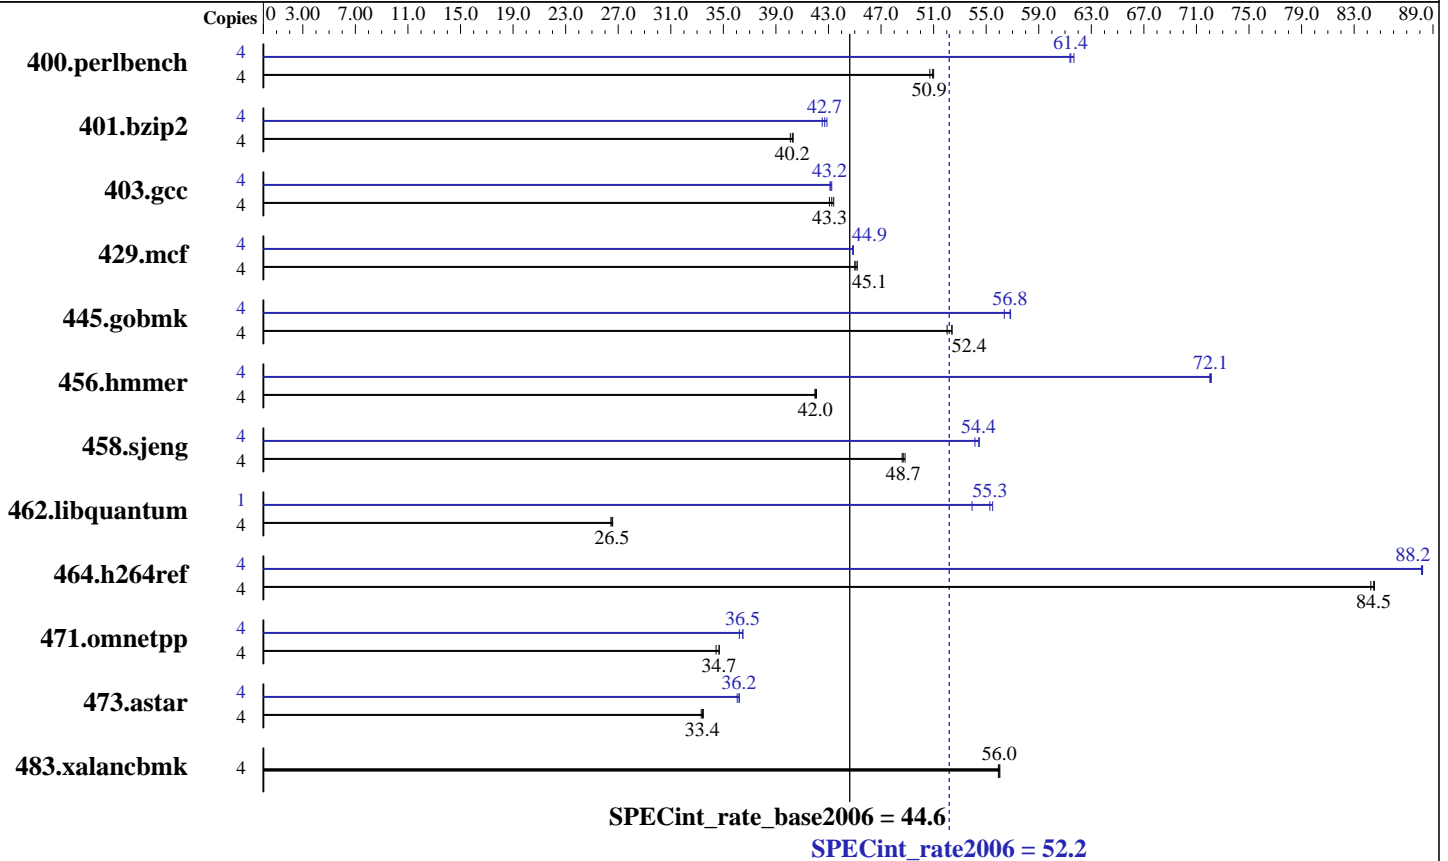 Copies 0 3.00 7.00 11.0 15.0 19.0 23.0 27.0 31.0 35.0 39.0 43.0 47.0 51.0 55.0 59.0 63.0 67.0 71.0 75.0 79.0 83.0 89.0
400.perlbench 4 61.4
4 50.9
401.bzip2 4 42.7
4 40.2
403.gcc 4 43.2
4 43.3
429.mcf 4 44.9
4 45.1
445.gobmk 4 56.8
4 52.4
456.hmmer 4 72.1
4 42.0
458.sjeng 4 54.4
4 48.7
462.libquantum 1 55.3
4 26.5
464.h264ref 4 88.2
4 84.5
471.omnetpp 4 36.5
4 34.7
473.astar 4 36.2
4 33.4
483.xalancbmk 4 56.0
SPECint_rate_base2006 = 44.6
SPECint_rate2006 = 52.2